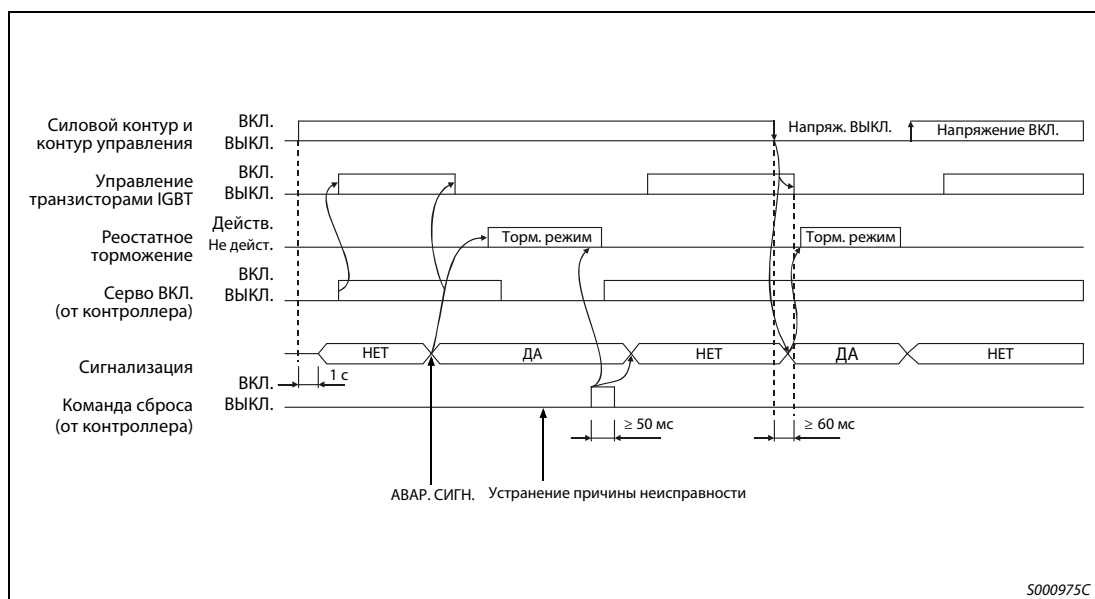 Силовой контур и
контур управления
ВКЛ.
ВЫКЛ.
Напряж. ВЫКЛ.
Напряжение ВКЛ.
Управление
транзисторами IGBT
ВКЛ.
ВЫКЛ.
Реостатное
торможение
Действ.
Не дейст.
Торм. режим
Торм. режим
Серво ВКЛ.
(от контроллера)
ВКЛ.
ВЫКЛ.
Сигнализация
НЕТ
ДА
НЕТ
ДА
НЕТ
1 с
Команда сброса
(от контроллера)
ВКЛ.
ВЫКЛ.
≥ 50 мс
≥ 60 мс
АВАР. СИГН.
Устранение причины неисправности
S000975C